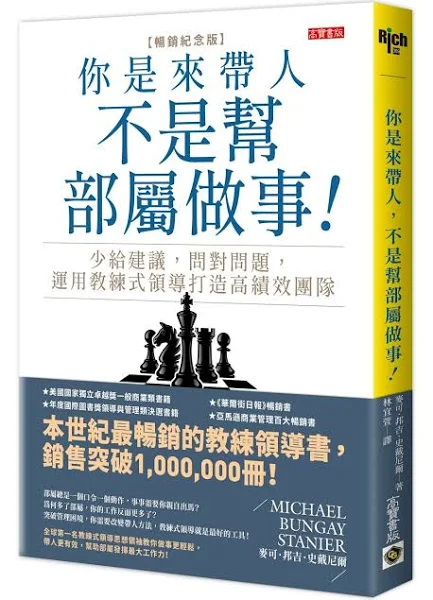 【暢銷紀念版】
高寶書版
你是來帶人
不是幫
部屬做事！
少給建議，問對問題，
運用教練式領導打造高績效團隊
★美國國家獨立卓越獎一般商業類書籍
★《華爾街日報》暢銷書
★年度國際圖書獎領導與管理類決選書籍
★亞馬遜商業管理百大暢銷書
本世紀最暢銷的教練領導書，
銷售突破1,000,000冊！
部屬總是一個口令一個動作，事事需要你親自出馬？
為何多了部屬，你的工作反而更多了？
突破管理困境，你需要改變帶人方法，教練式領導就是最好的工具！
全球第一名教練式領導思想領袖教你做事更輕鬆，
帶人更有效，幫助部屬發揮最大工作力！
MICHAEL
BUNGAY
STANIER
麥可・邦吉・史戴尼爾
Rich
你是來帶人，不是幫部屬做事！
麥可・邦吉・史戴尼爾—著
林宜萱—譯
高寶書版